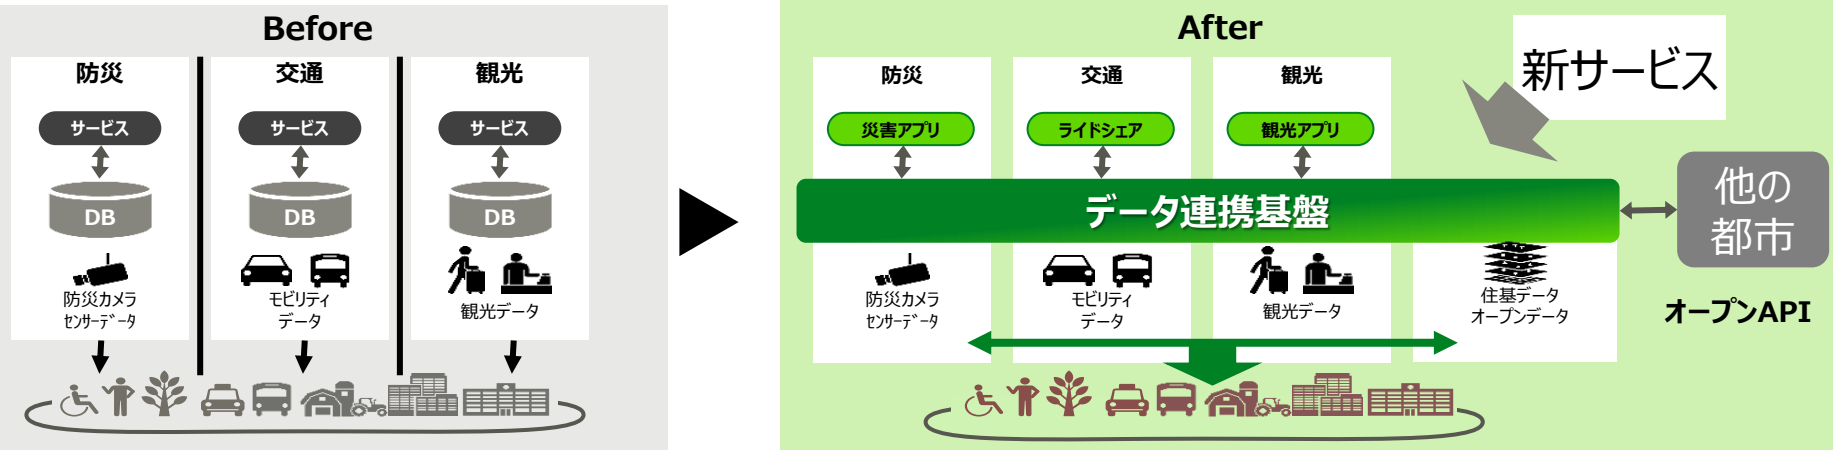 Before
防災
交通
観光
サービス
サービス
サービス
DB
DB
DB
防災カメラ
センサーデータ
モビリティ
データ
観光データ
After
防災
交通
観光
新サービス
災害アプリ
ライドシェア
観光アプリ
データ連携基盤
他の
都市
防災カメラ
センサーデータ
モビリティ
データ
観光データ
住基データ
オープンデータ
オープンAPI